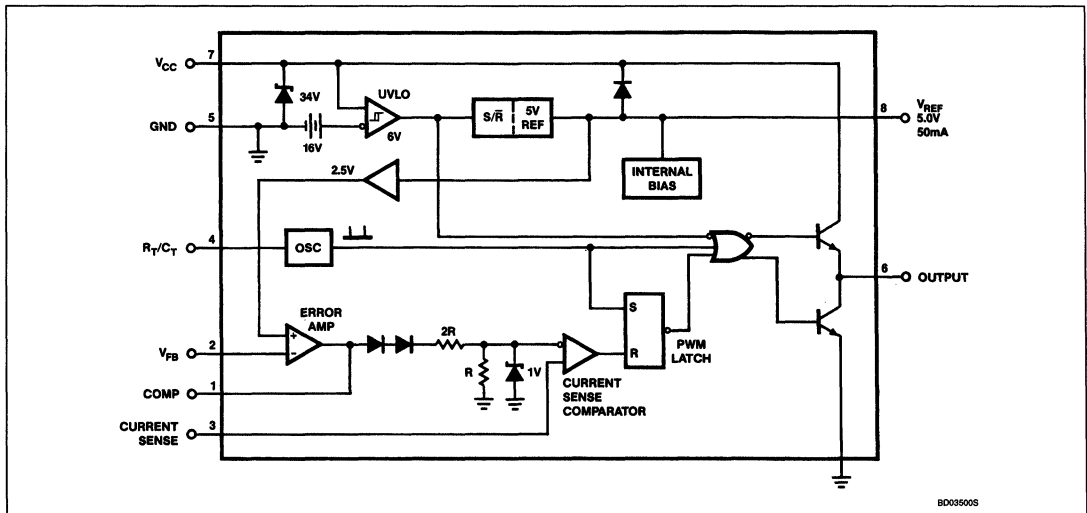 VCC 7
34V
UVLO
GND 5
16V
6V
S/R̅
5V
REF
8 VREF
5.0V
50mA
INTERNAL
BIAS
2.5V
RT/CT 4
OSC
6 OUTPUT
ERROR
AMP
+
-
VFB 2
COMP 1
2R
R
1V
S
R
PWM
LATCH
CURRENT
SENSE
COMPARATOR
CURRENT
SENSE 3
BD03500S